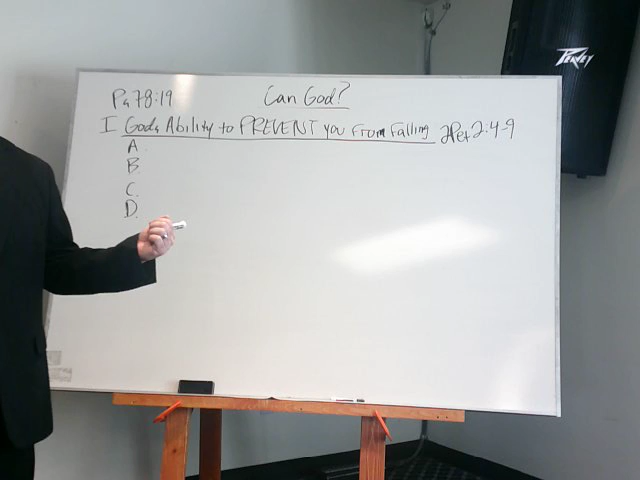 Ps 78:19 Can God?
I Gods Ability to PREVENT you From Falling 2Pet 2:4-9
A.
B.
C.
D.
PEAVEY